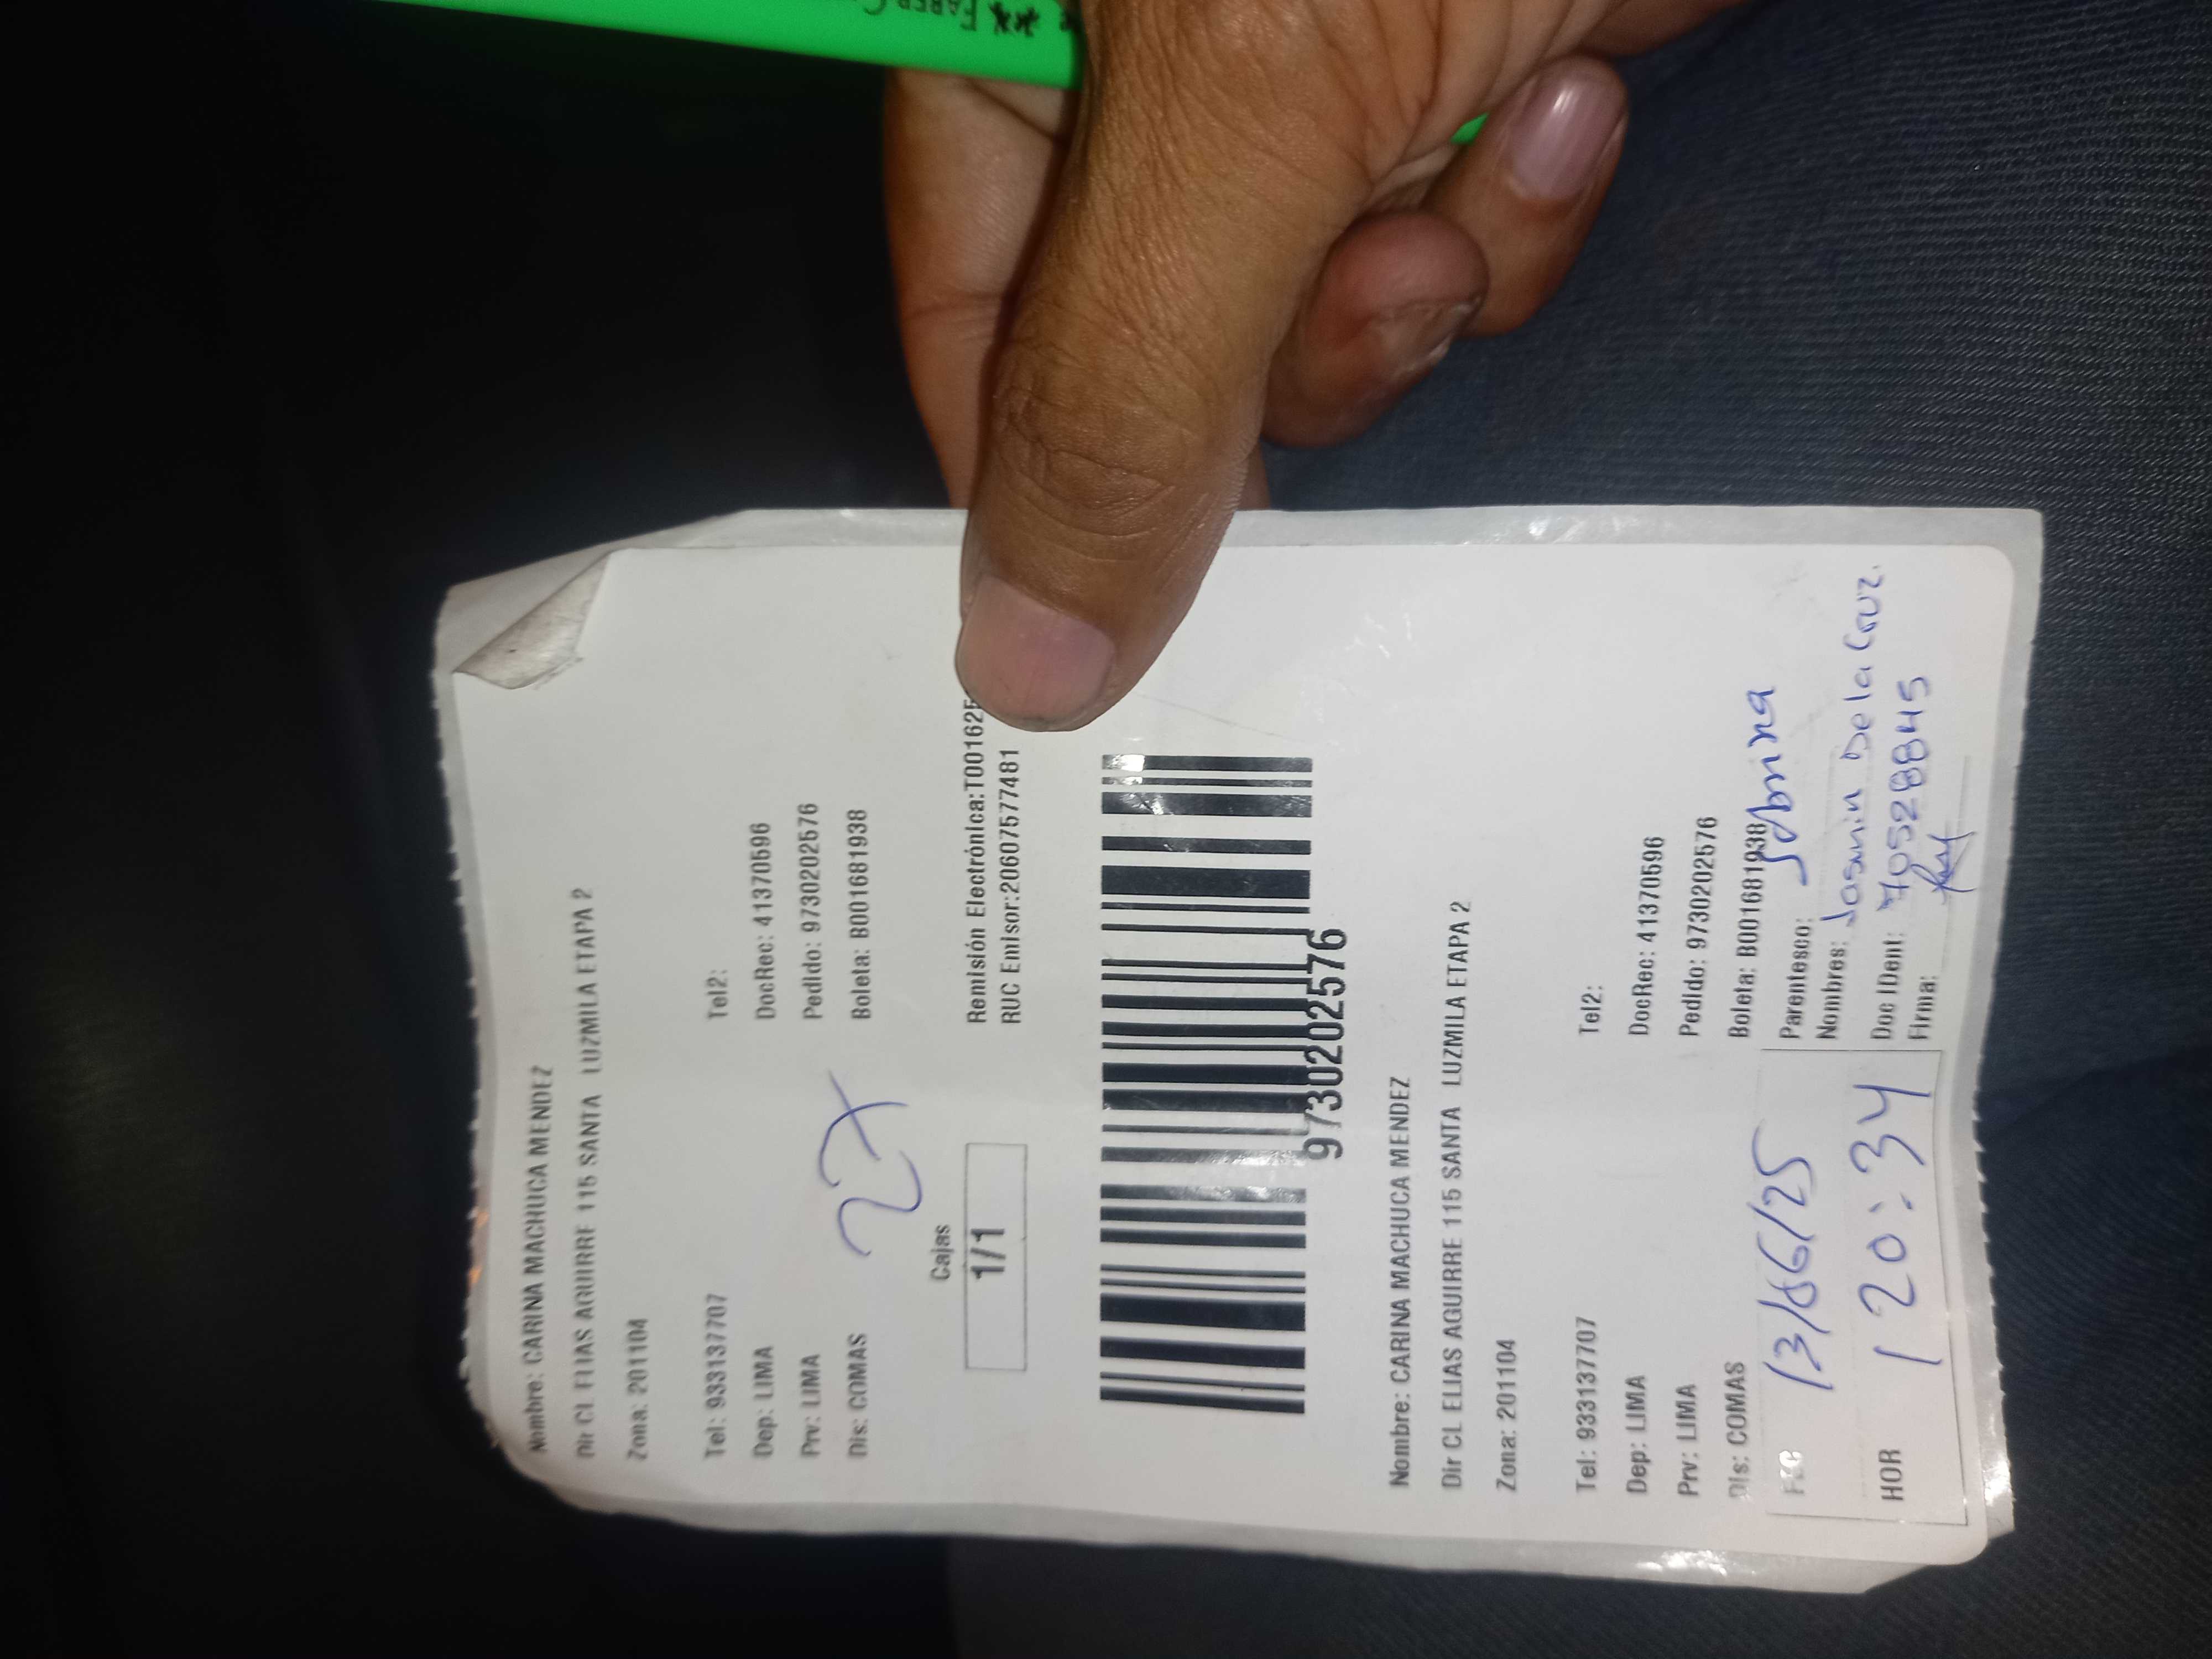 FABER C
Nombre: CARINA MACHUCA MENDEZ
Dir CL ELIAS AGUIRRE 115 SANTA LUZMILA ETAPA 2
Zona: 201104
Tel: 933137707 Tel2:
Dep: LIMA DocRec: 41370596
Prv: LIMA Pedido: 9730202576
Dis: COMAS Boleta: B001681938
27
Cajas
1/1
Remisión Electrónica:T00162
RUC Emisor:20607577481
9730202576
Nombre: CARINA MACHUCA MENDEZ
Dir CL ELIAS AGUIRRE 115 SANTA LUZMILA ETAPA 2
Zona: 201104
Tel: 933137707 Tel2:
Dep: LIMA DocRec: 41370596
Prv: LIMA Pedido: 9730202576
Dis: COMAS Boleta: B001681938
FEC 13/06/25 Parentesco: Sobrina
Nombres: Jasmin De la Cruz.
HOR 20:34 Doc IDent: 70528845
Firma: